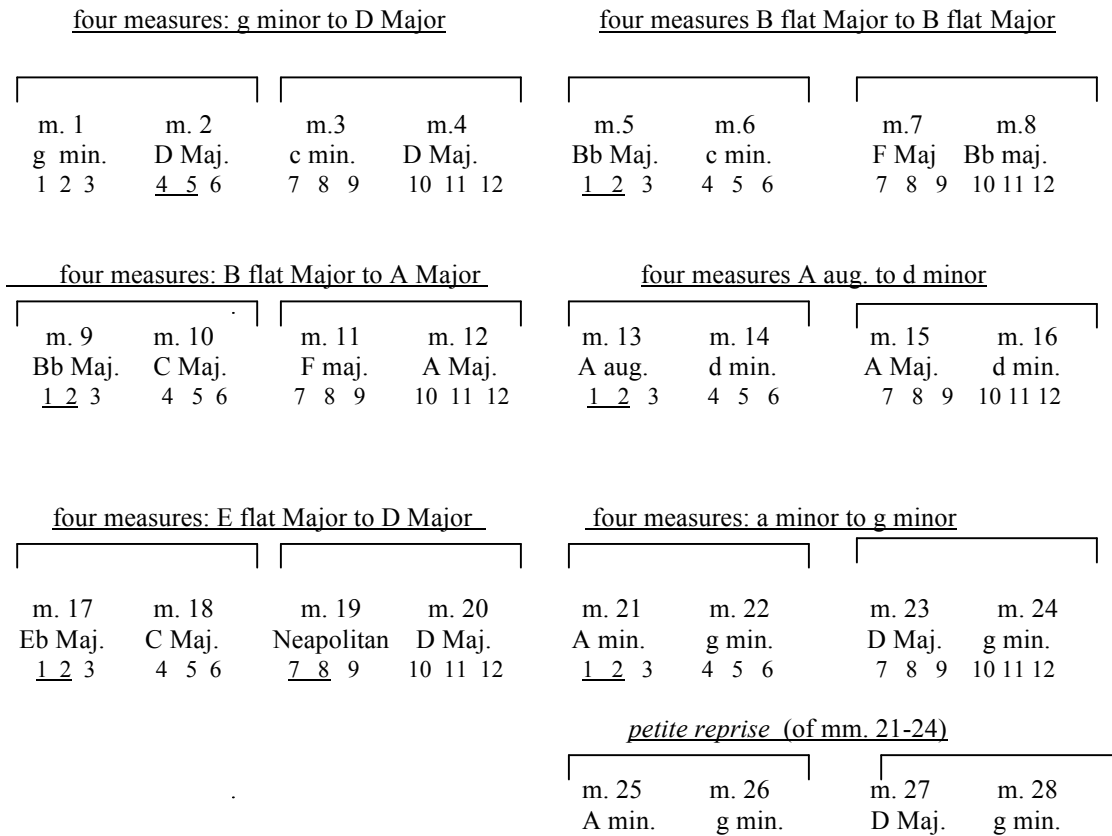 four measures: g minor to D Major four measures B flat Major to B flat Major
m. 1 m. 2 m.3 m.4 m.5 m.6 m.7 m.8
g min. D Maj. c min. D Maj. Bb Maj. c min. F Maj Bb maj.
1 2 3 4 5 6 7 8 9 10 11 12 1 2 3 4 5 6 7 8 9 10 11 12
four measures: B flat Major to A Major four measures A aug. to d minor
m. 9 m. 10 m. 11 m. 12 m. 13 m. 14 m. 15 m. 16
Bb Maj. C Maj. F maj. A Maj. A aug. d min. A Maj. d min.
1 2 3 4 5 6 7 8 9 10 11 12 1 2 3 4 5 6 7 8 9 10 11 12
four measures: E flat Major to D Major four measures: a minor to g minor
m. 17 m. 18 m. 19 m. 20 m. 21 m. 22 m. 23 m. 24
Eb Maj. C Maj. Neapolitan D Maj. A min. g min. D Maj. g min.
1 2 3 4 5 6 7 8 9 10 11 12 1 2 3 4 5 6 7 8 9 10 11 12
petite reprise (of mm. 21-24)
m. 25 m. 26 m. 27 m. 28
A min. g min. D Maj. g min.